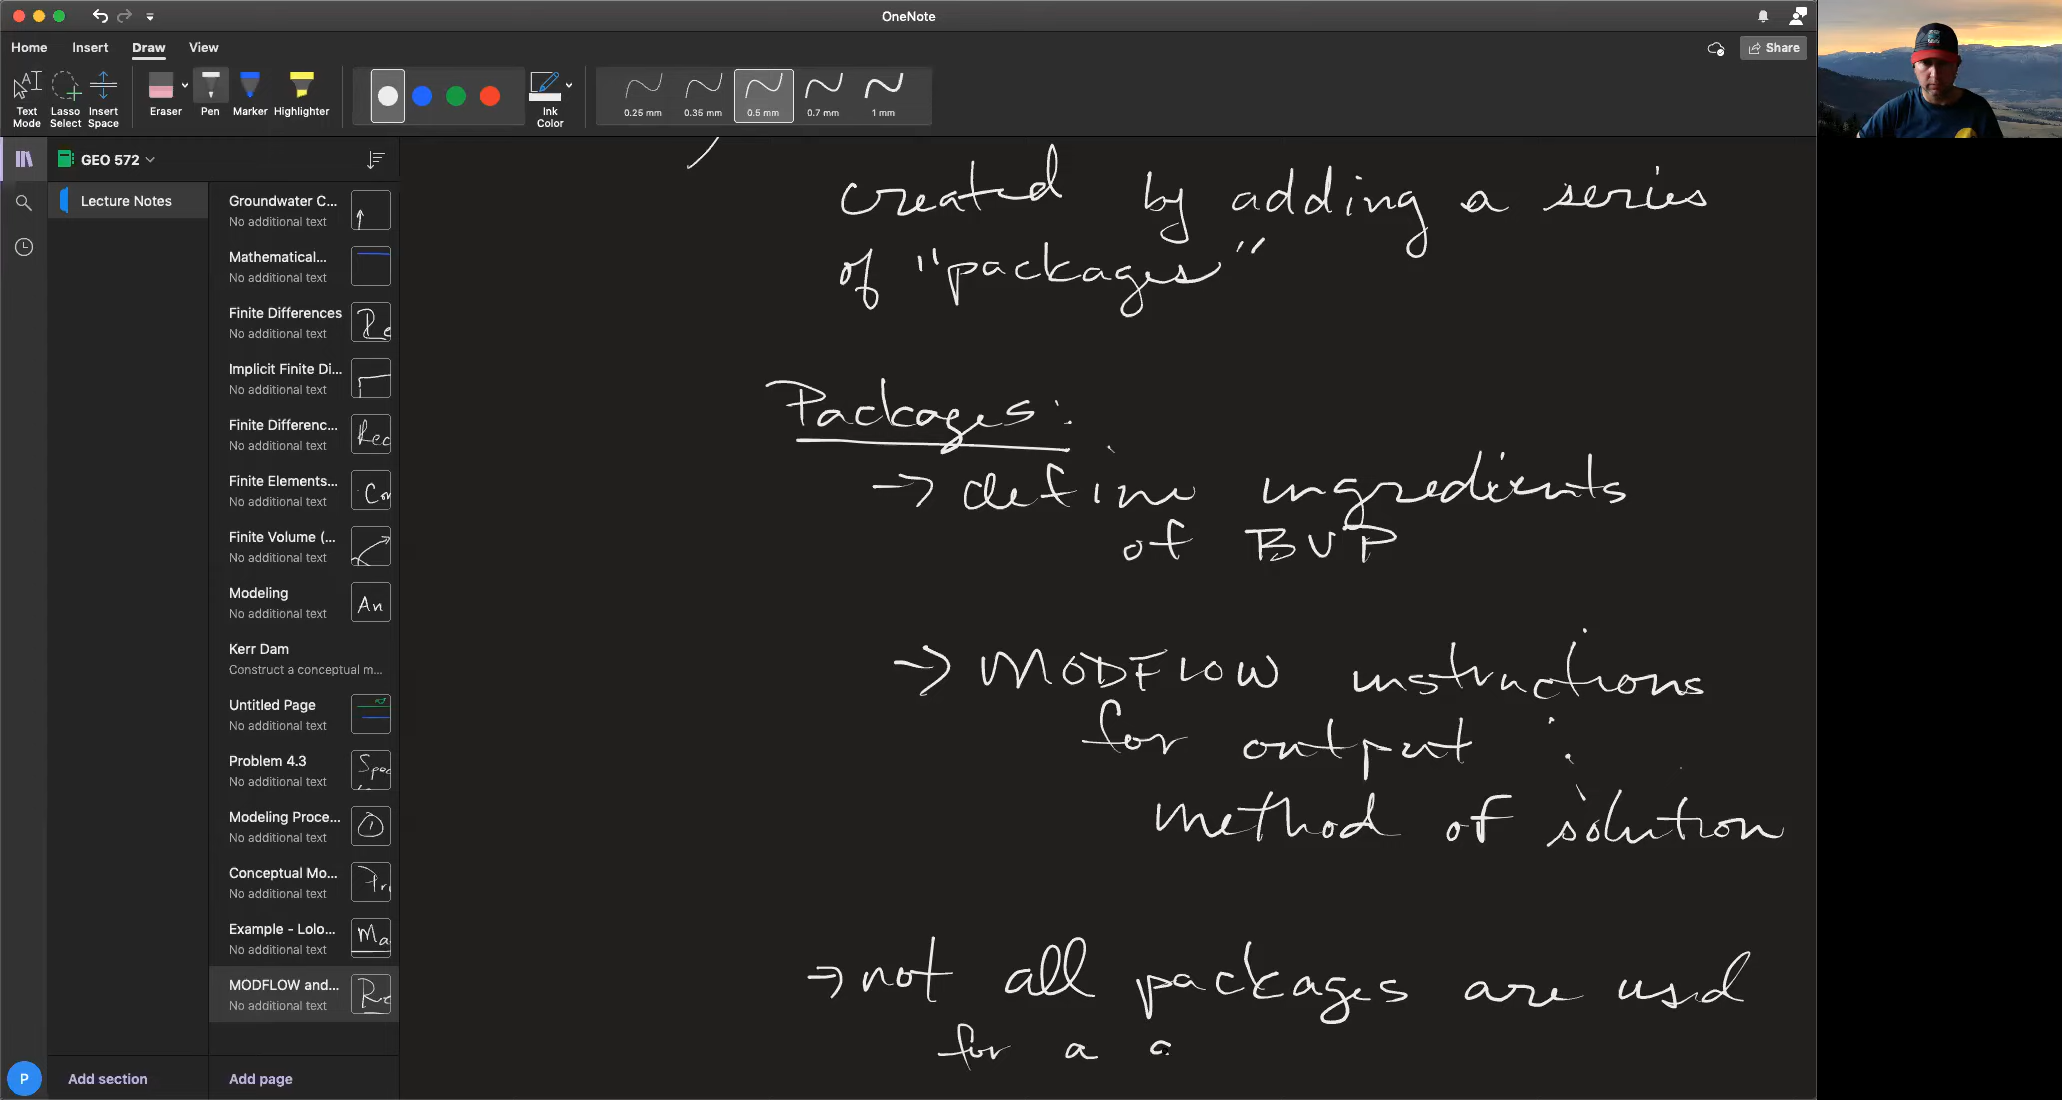 OneNote
Home Insert Draw View
Share
Text Mode
Lasso Select
Insert Space
Eraser
Pen
Marker
Highlighter
Ink Color
0.25 mm
0.35 mm
0.5 mm
0.7 mm
1 mm
GEO 572
Lecture Notes
Groundwater C...
No additional text
Mathematical...
No additional text
Finite Differences
No additional text
Implicit Finite Di...
No additional text
Finite Differenc...
No additional text
Finite Elements...
No additional text
Finite Volume (...
No additional text
Modeling
No additional text
Kerr Dam
Construct a conceptual m...
Untitled Page
No additional text
Problem 4.3
No additional text
Modeling Proce...
No additional text
Conceptual Mo...
No additional text
Example - Lolo...
No additional text
MODFLOW and...
No additional text
P
Add section
Add page
created by adding a series
of "packages"
Packages:
→ define ingredients
of BVP
→ MODFLOW instructions
for output
method of solution
→ not all packages are used
for a